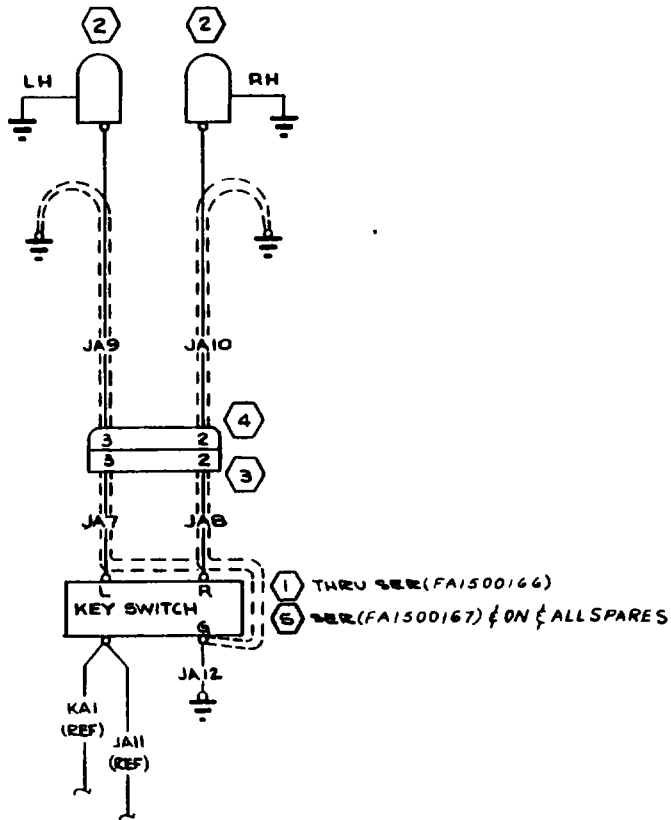 2 2
LH RH
JA9 JA10
4
3 2
3 2
3
JA7 JA8
1 THRU SER(FA1500166)
L R
KEY SWITCH
5 SER(FA1500167) & ON & ALL SPARES
G
JA12
KA1
(REF)
JA11
(REF)